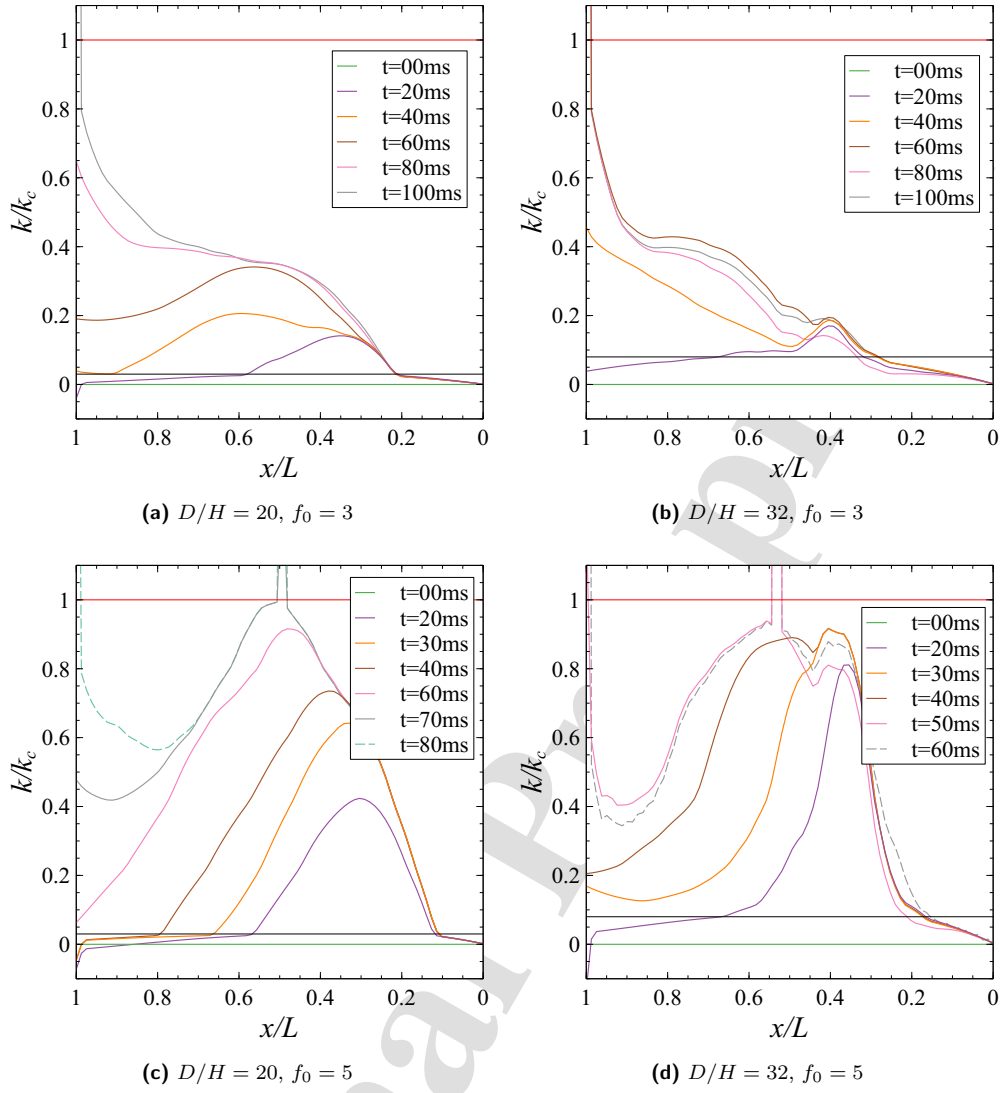 1
0.8
0.6
0.4
0.2
0
k/k_c
t=00ms
t=20ms
t=40ms
t=60ms
t=80ms
t=100ms
1 0.8 0.6 0.4 0.2 0
x/L
(a) D/H = 20, f_0 = 3
1
0.8
0.6
0.4
0.2
0
k/k_c
t=00ms
t=20ms
t=40ms
t=60ms
t=80ms
t=100ms
1 0.8 0.6 0.4 0.2 0
x/L
(b) D/H = 32, f_0 = 3
1
0.8
0.6
0.4
0.2
0
k/k_c
t=00ms
t=20ms
t=30ms
t=40ms
t=60ms
t=70ms
t=80ms
1 0.8 0.6 0.4 0.2 0
x/L
(c) D/H = 20, f_0 = 5
1
0.8
0.6
0.4
0.2
0
k/k_c
t=00ms
t=20ms
t=30ms
t=40ms
t=50ms
t=60ms
1 0.8 0.6 0.4 0.2 0
x/L
(d) D/H = 32, f_0 = 5